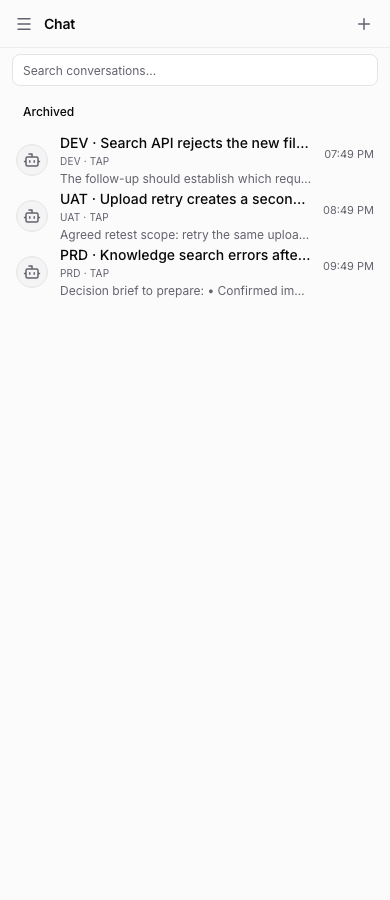 Chat
Search conversations...
Archived
DEV · Search API rejects the new fil...
07:49 PM
DEV · TAP
The follow-up should establish which requ...
UAT · Upload retry creates a secon...
08:49 PM
UAT · TAP
Agreed retest scope: retry the same uploa...
PRD · Knowledge search errors afte...
09:49 PM
PRD · TAP
Decision brief to prepare: • Confirmed im...